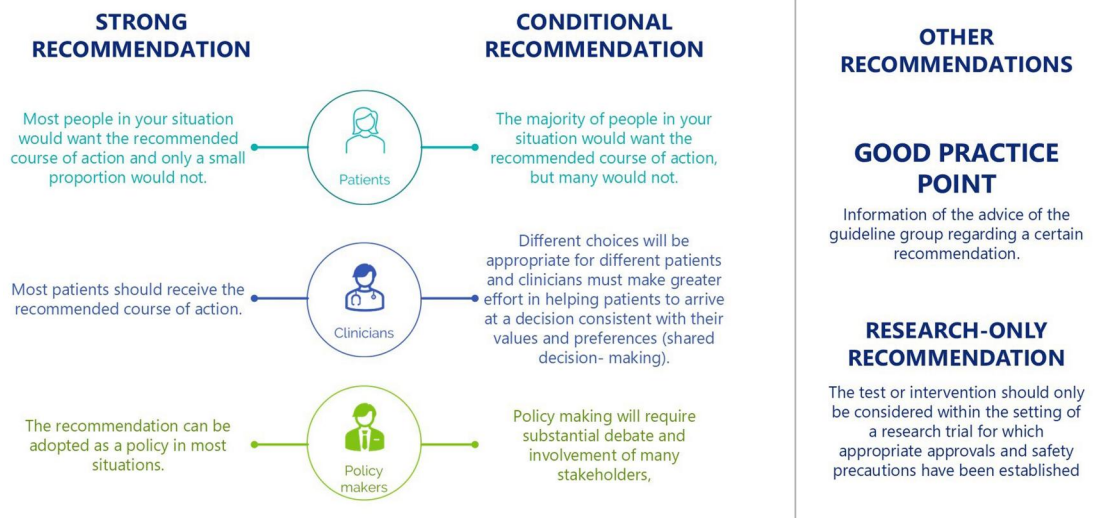 STRONG
RECOMMENDATION
CONDITIONAL
RECOMMENDATION
Most people in your situation
would want the recommended
course of action and only a small
proportion would not.
Patients
The majority of people in your
situation would want the
recommended course of action,
but many would not.
Most patients should receive the
recommended course of action.
Clinicians
Different choices will be
appropriate for different patients
and clinicians must make greater
effort in helping patients to arrive
at a decision consistent with their
values and preferences (shared
decision- making).
The recommendation can be
adopted as a policy in most
situations.
Policy
makers
Policy making will require
substantial debate and
involvement of many
stakeholders,
OTHER
RECOMMENDATIONS
GOOD PRACTICE
POINT
Information of the advice of the
guideline group regarding a certain
recommendation.
RESEARCH-ONLY
RECOMMENDATION
The test or intervention should only
be considered within the setting of
a research trial for which
appropriate approvals and safety
precautions have been established